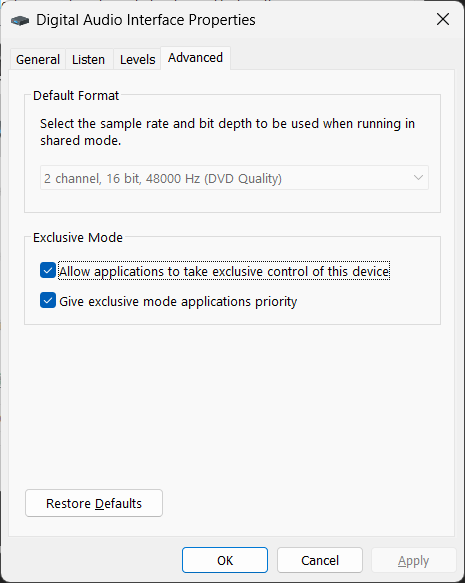 Digital Audio Interface Properties
General Listen Levels Advanced
Default Format
Select the sample rate and bit depth to be used when running in
shared mode.
2 channel, 16 bit, 48000 Hz (DVD Quality)
Exclusive Mode
Allow applications to take exclusive control of this device
Give exclusive mode applications priority
Restore Defaults
OK Cancel Apply